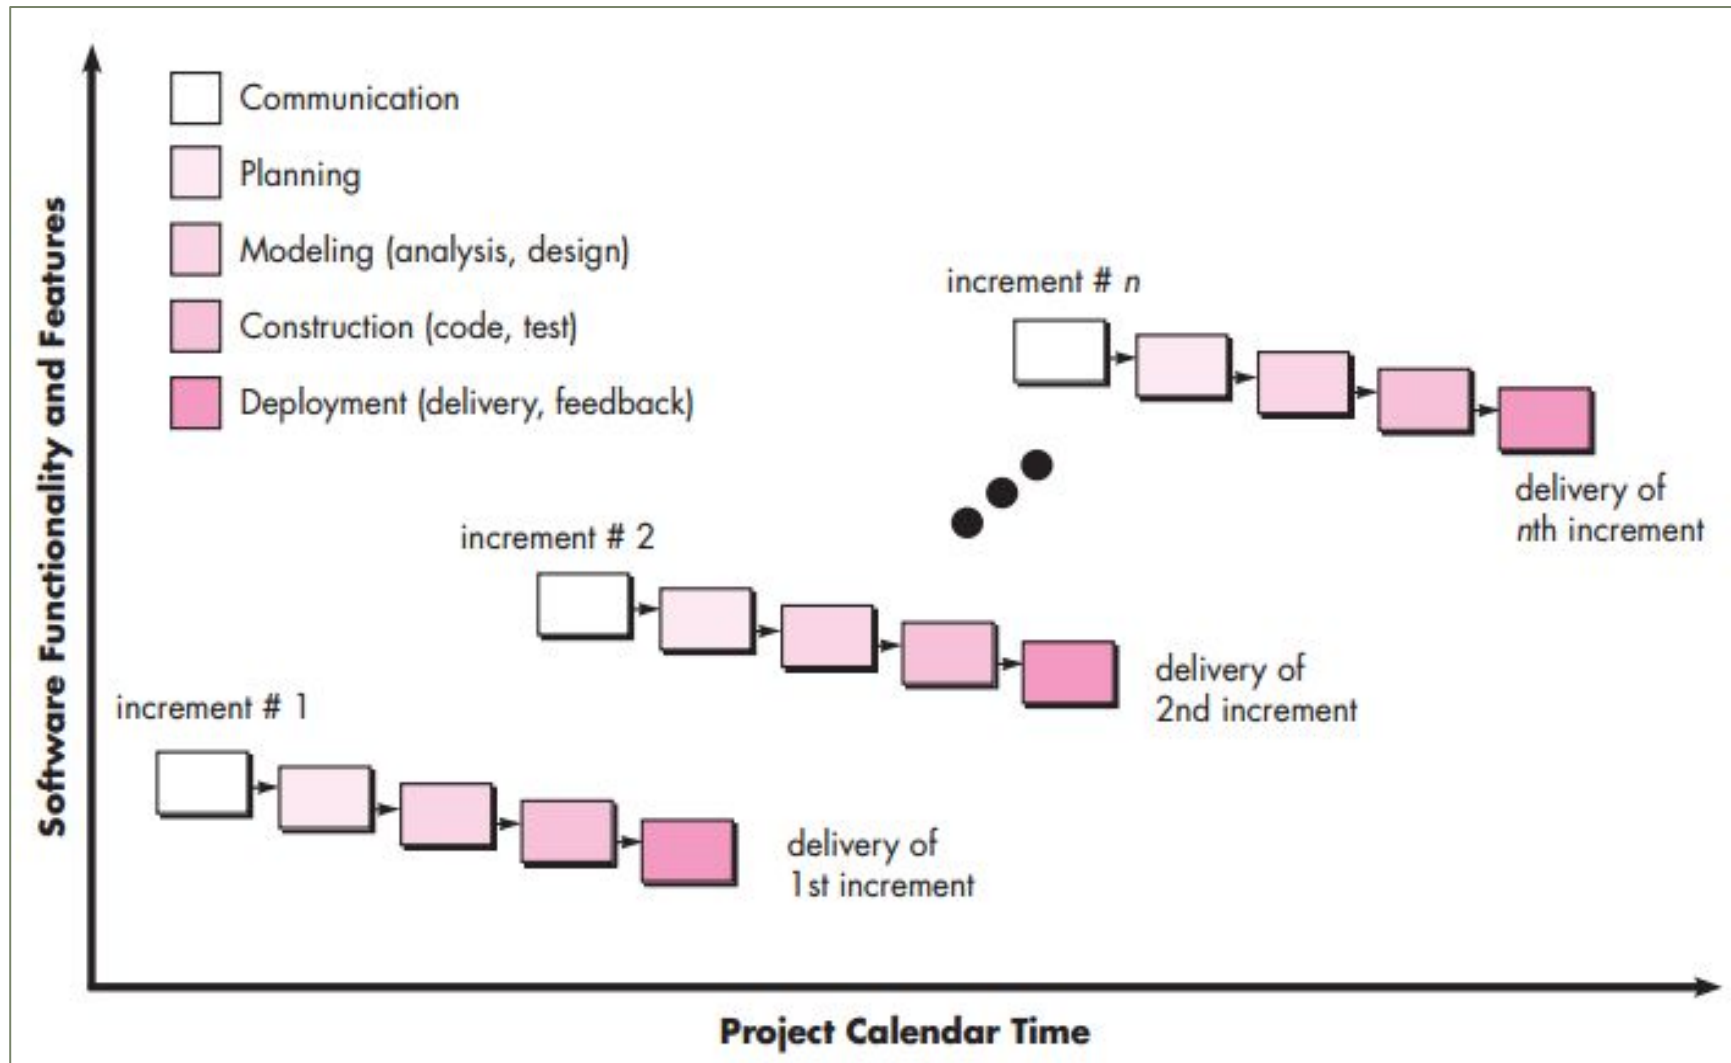 Communication
Planning
Modeling (analysis, design)
Construction (code, test)
Deployment (delivery, feedback)
Software Functionality and Features
increment # n
delivery of
nth increment
increment # 2
delivery of
2nd increment
increment # 1
delivery of
1st increment
Project Calendar Time